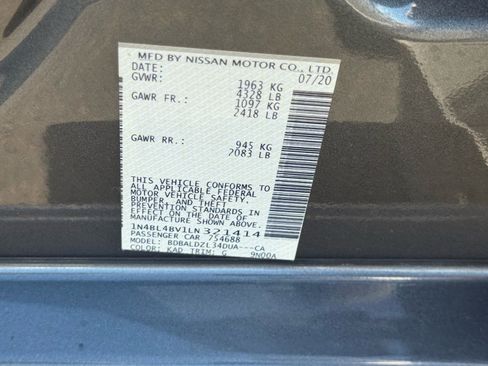 MFD BY NISSAN MOTOR CO., LTD.
DATE: 07/20
GVWR: 1963 KG
4328 LB
GAWR FR.: 1097 KG
2418 LB
GAWR RR.: 945 KG
2083 LB
THIS VEHICLE CONFORMS TO
ALL APPLICABLE FEDERAL
MOTOR VEHICLE SAFETY,
BUMPER, AND THEFT
PREVENTION STANDARDS IN
EFFECT ON THE DATE OF
MANUFACTURE SHOWN ABOVE.
1N4BL4BV1LN321414
PASSENGER CAR 754688
MODEL: BDBALDZL34DUA---CA
COLOR: KAD TRIM: G 9N00A